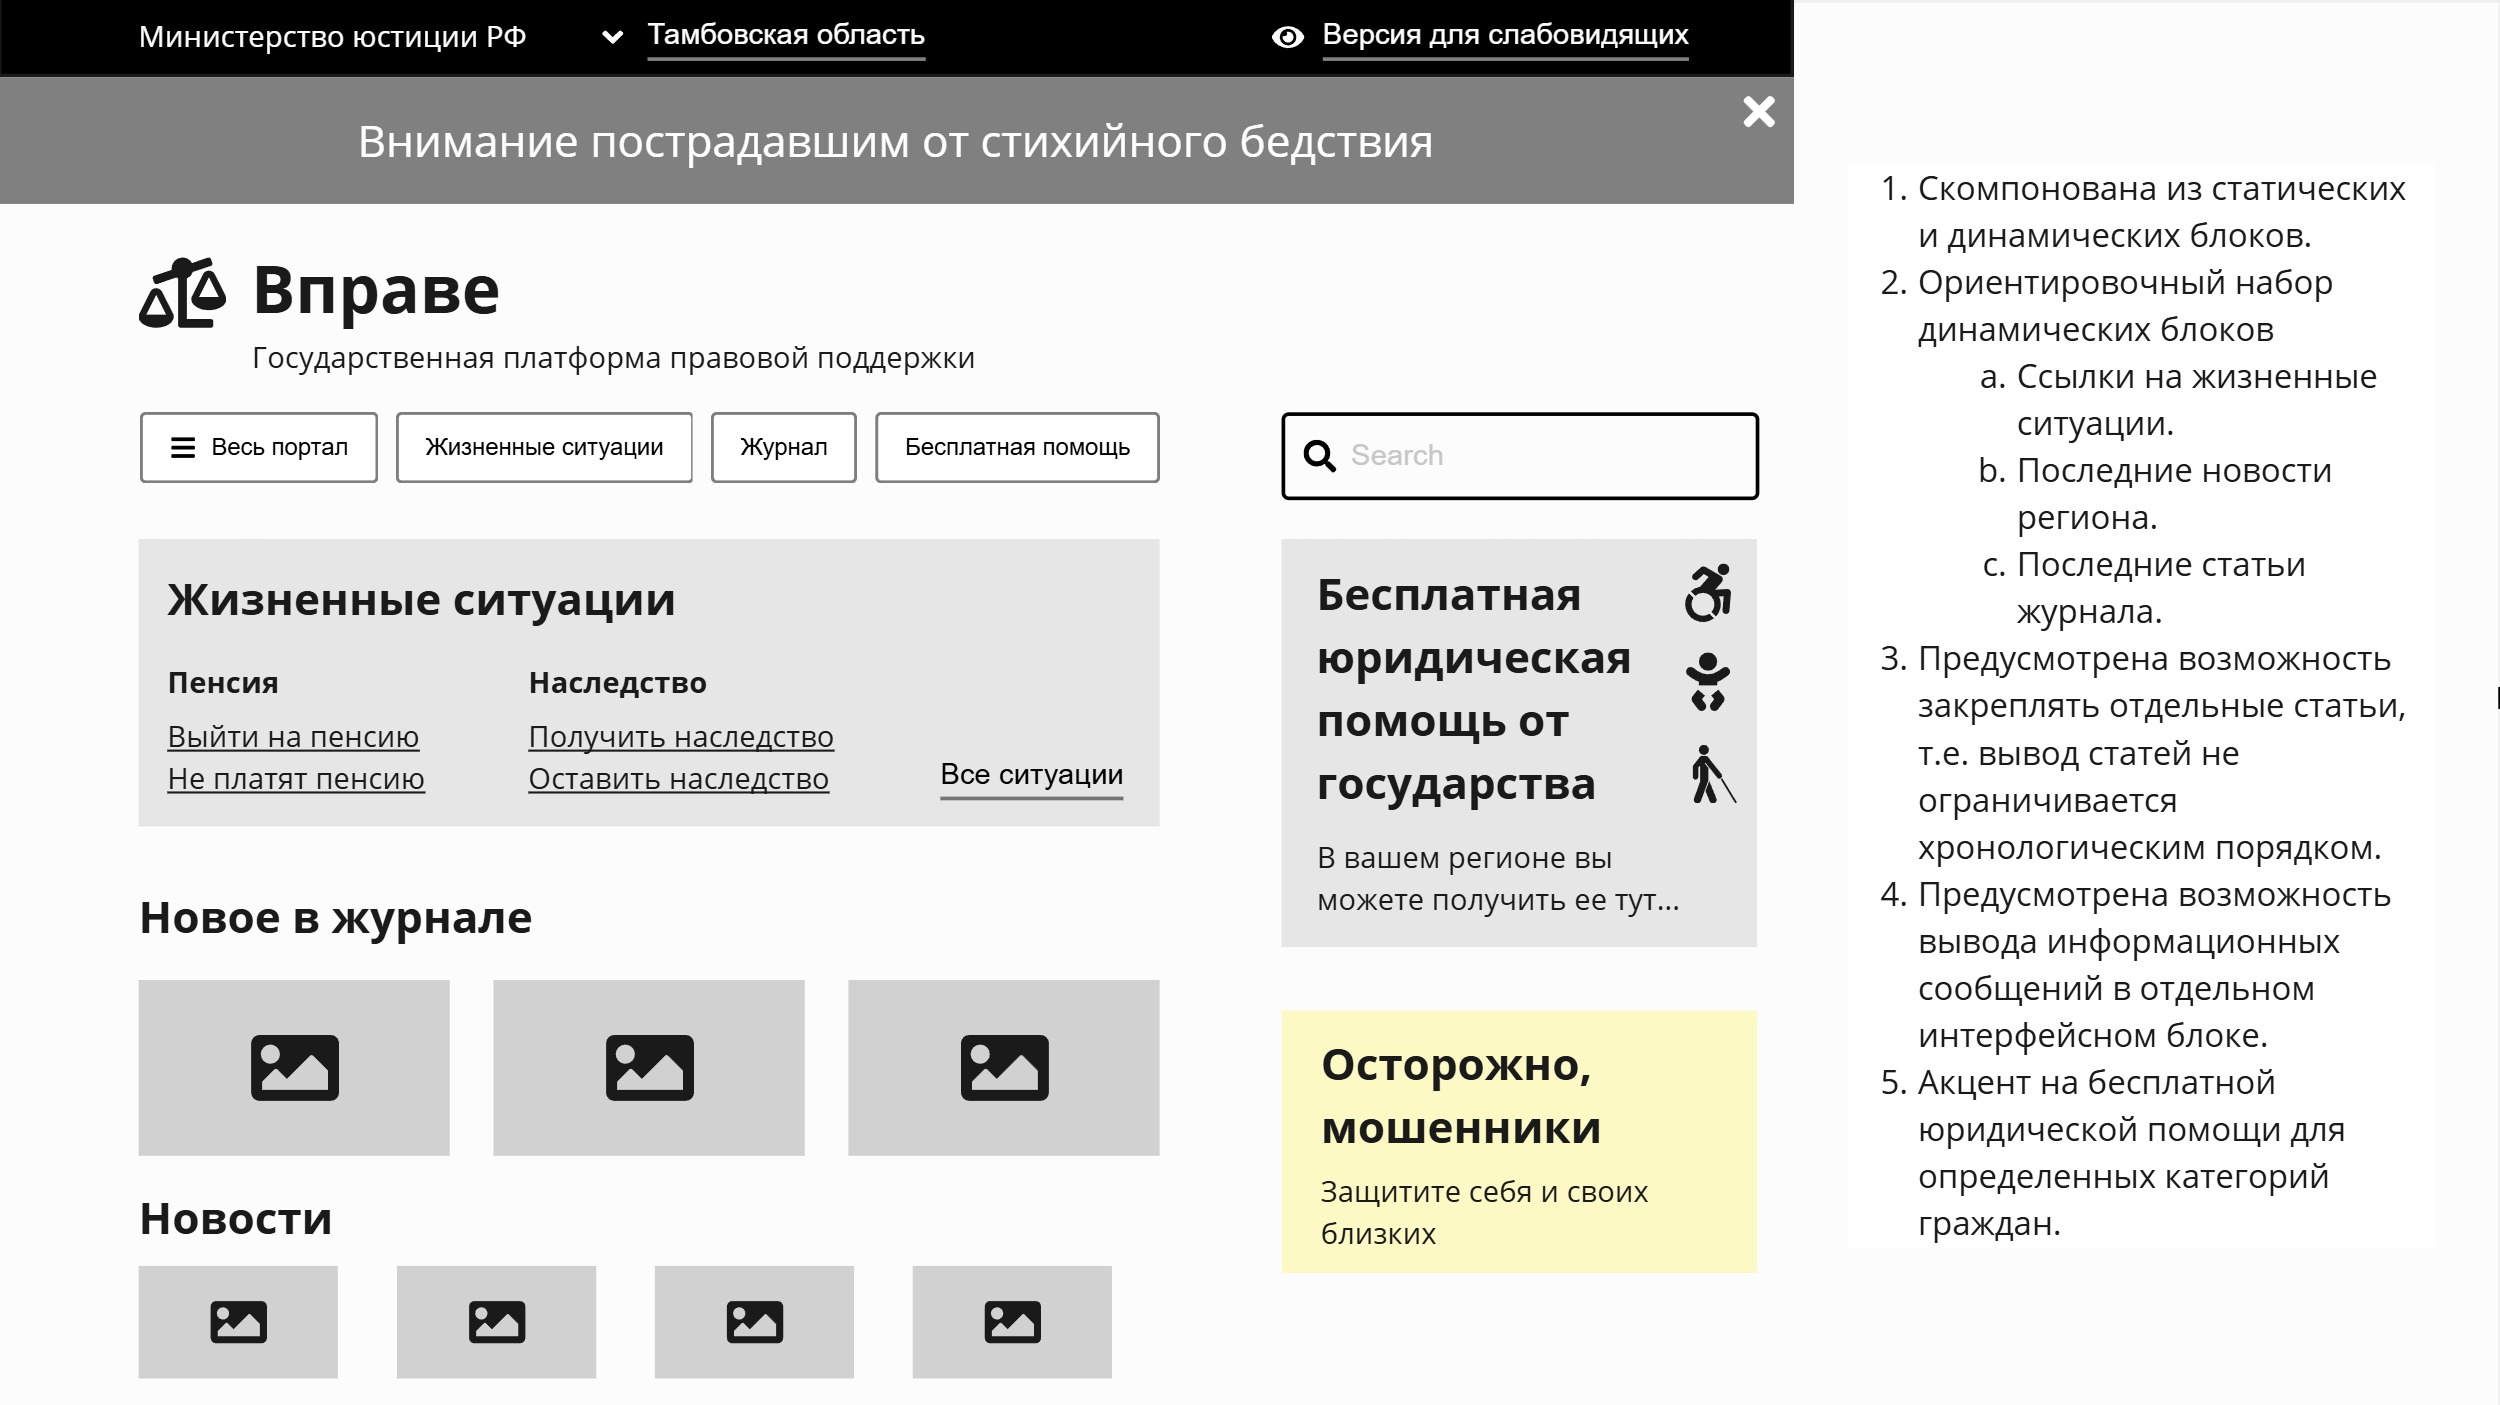 Министерство юстиции РФ
Тамбовская область
Версия для слабовидящих
Внимание пострадавшим от стихийного бедствия
Вправе
Государственная платформа правовой поддержки
Весь портал
Жизненные ситуации
Журнал
Бесплатная помощь
Search
Жизненные ситуации
Пенсия
Выйти на пенсию
Не платят пенсию
Наследство
Получить наследство
Оставить наследство
Все ситуации
Новое в журнале
Новости
Бесплатная
юридическая
помощь от
государства
В вашем регионе вы
можете получить ее тут...
Осторожно,
мошенники
Защитите себя и своих
близких
1. Скомпонована из статических
и динамических блоков.
2. Ориентировочный набор
динамических блоков
a. Ссылки на жизненные
ситуации.
b. Последние новости
региона.
c. Последние статьи
журнала.
3. Предусмотрена возможность
закреплять отдельные статьи,
т.е. вывод статей не
ограничивается
хронологическим порядком.
4. Предусмотрена возможность
вывода информационных
сообщений в отдельном
интерфейсном блоке.
5. Акцент на бесплатной
юридической помощи для
определенных категорий
граждан.